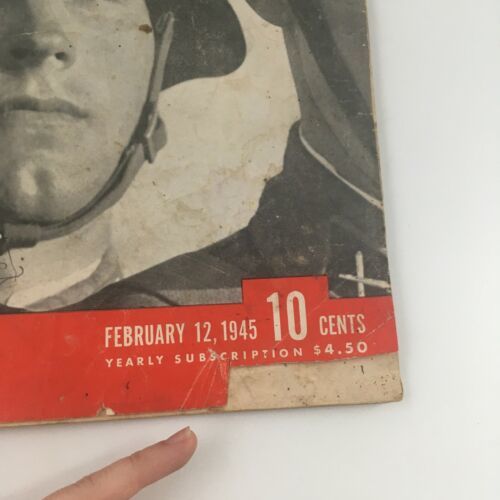 FEBRUARY 12, 1945 10 CENTS
YEARLY SUBSCRIPTION $4.50